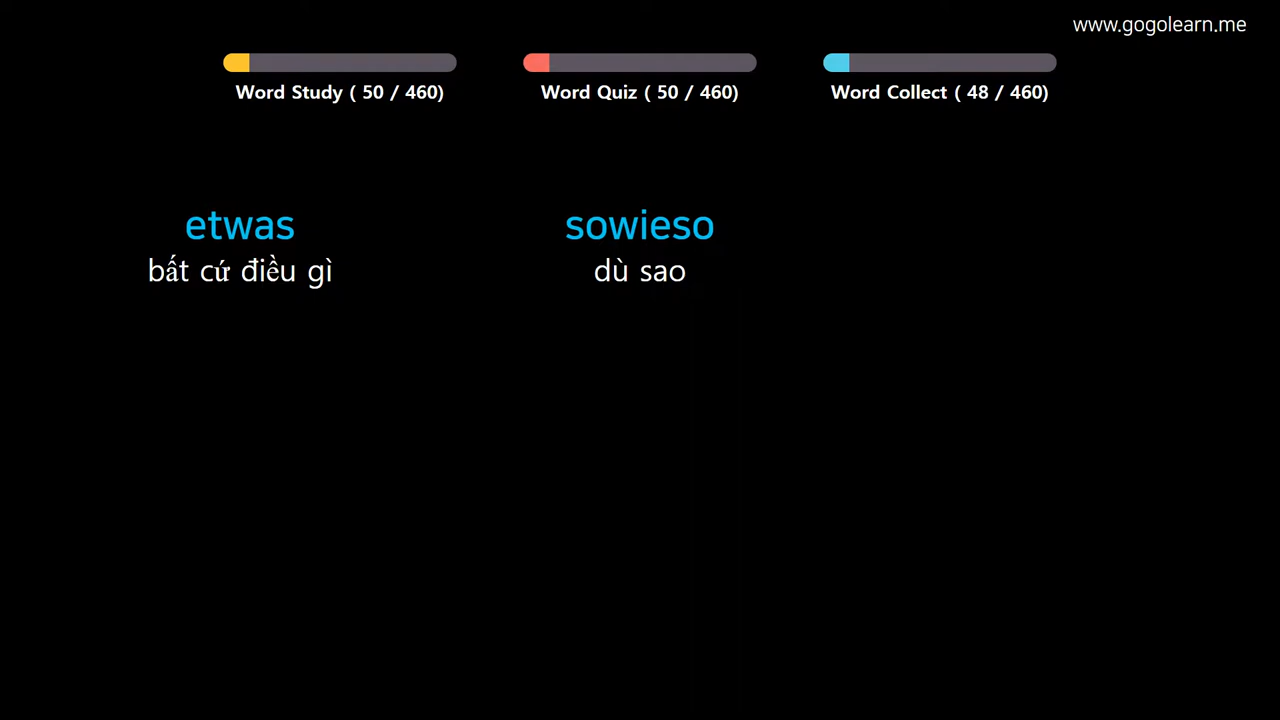 www.gogolearn.me
Word Study ( 50 / 460)
Word Quiz ( 50 / 460)
Word Collect ( 48 / 460)
etwas
bất cứ điều gì
sowieso
dù sao